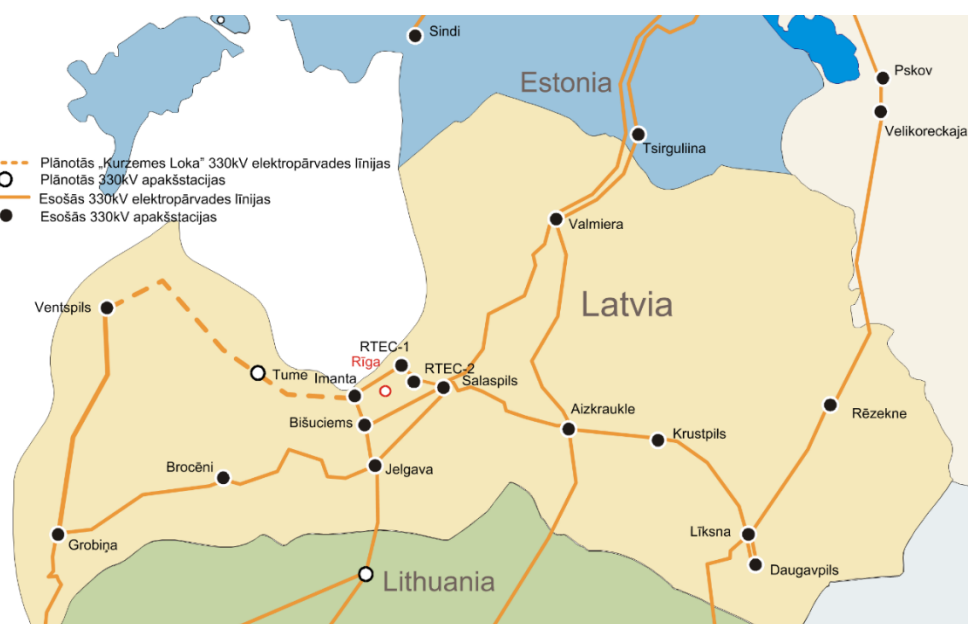 Sindi
Pskov
Estonia
Velikoreckaja
Tsirguliina
Plānotās „Kurzemes Loka” 330kV elektropārvades līnijas
Plānotās 330kV apakšstacijas
Esošās 330kV elektropārvades līnijas
Esošās 330kV apakšstacijas
Valmiera
Ventspils
Latvia
RTEC-1
Rīga
RTEC-2
Tume
Imanta
Salaspils
Aizkraukle
Rēzekne
Bišuciems
Krustpils
Brocēni
Jelgava
Līksna
Grobiņa
Daugavpils
Lithuania